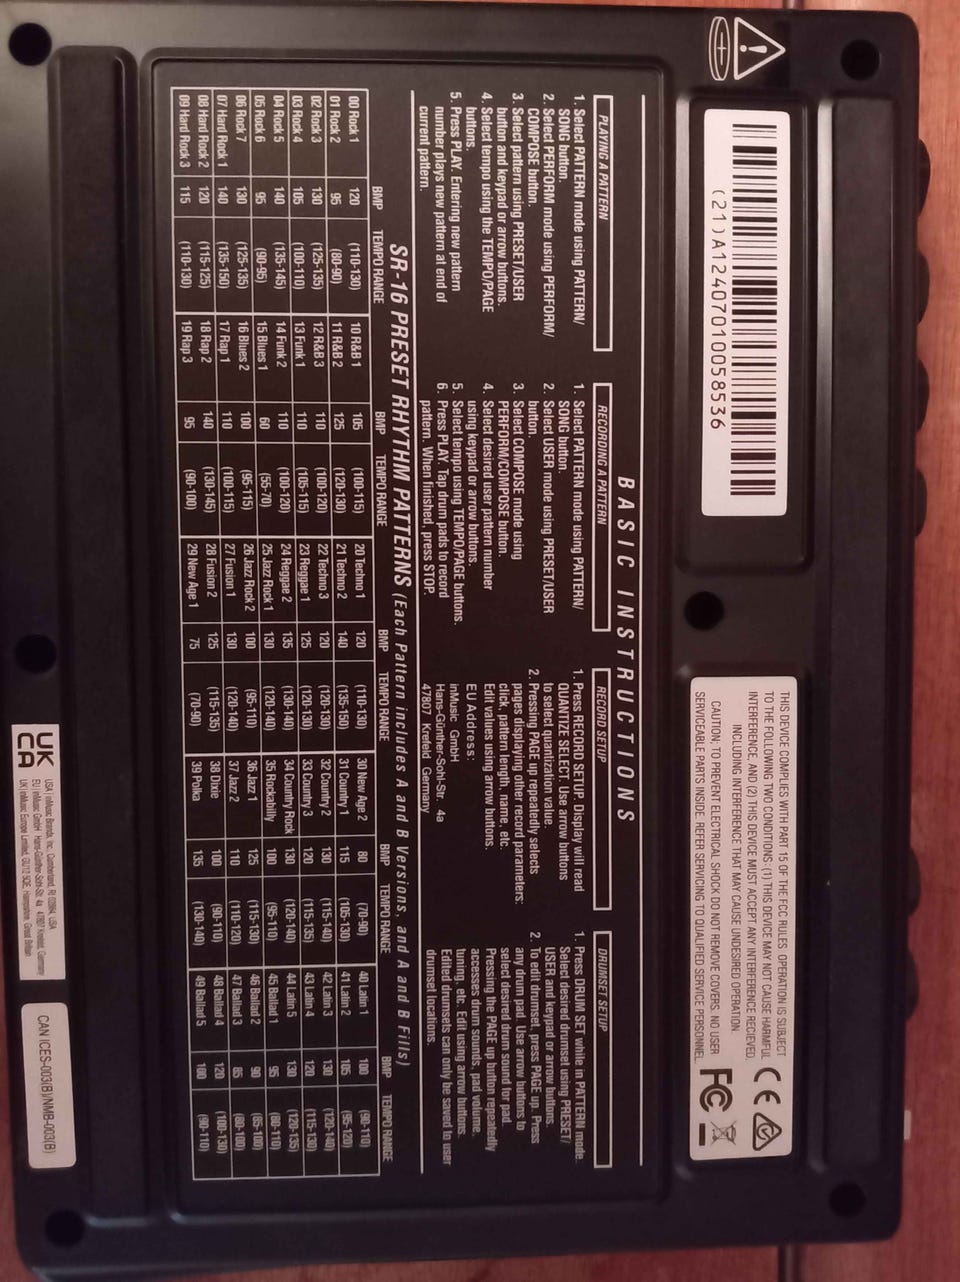 (21)A12407010058536
THIS DEVICE COMPLIES WITH PART 15 OF THE FCC RULES. OPERATION IS SUBJECT
TO THE FOLLOWING TWO CONDITIONS: (1) THIS DEVICE MAY NOT CAUSE HARMFUL
INTERFERENCE, AND (2) THIS DEVICE MUST ACCEPT ANY INTERFERENCE RECIEVED,
INCLUDING INTERFERENCE THAT MAY CAUSE UNDESIRED OPERATION.
CAUTION: TO PREVENT ELECTRICAL SHOCK DO NOT REMOVE COVERS. NO USER
SERVICEABLE PARTS INSIDE. REFER SERVICING TO QUALIFIED SERVICE PERSONNEL.
CE
FC
BASIC INSTRUCTIONS
PLAYING A PATTERN
1. Select PATTERN mode using PATTERN/
SONG button.
2. Select PERFORM mode using PERFORM/
COMPOSE button.
3. Select pattern using PRESET/USER
button and keypad or arrow buttons.
4. Select tempo using the TEMPO/PAGE
buttons.
5. Press PLAY. Entering new pattern
number plays new pattern at end of
current pattern.
RECORDING A PATTERN
1. Select PATTERN mode using PATTERN/
SONG button.
2. Select USER mode using PRESET/USER
button.
3. Select COMPOSE mode using
PERFORM/COMPOSE button.
4. Select desired user pattern number
using keypad or arrow buttons.
5. Select tempo using TEMPO/PAGE buttons.
6. Press PLAY. Tap drum pads to record
pattern. When finished, press STOP.
RECORD SETUP
1. Press RECORD SETUP. Display will read
QUANTIZE SELECT. Use arrow buttons
to select quantization value.
2. Pressing PAGE up repeatedly selects
pages displaying other record parameters:
click, pattern length, name, etc.
Edit values using arrow buttons.
EU Address:
inMusic GmbH
Hans-Günther-Sohl-Str. 4a
47807 Krefeld Germany
DRUMSET SETUP
1. Press DRUM SET while in PATTERN mode.
Select desired drumset using PRESET/
USER and keypad or arrow buttons.
2. To edit drumset, press PAGE up. Press
any drum pad. Use arrow buttons to
select desired drum sound for pad.
Pressing the PAGE up button repeatedly
accesses drum sounds, pad volume,
tuning, etc. Edit using arrow buttons.
Edited drumsets can only be saved to user
drumset locations.
SR-16 PRESET RHYTHM PATTERNS (Each Pattern includes A and B Versions, and A and B Fills)
BMP TEMPO RANGE BMP TEMPO RANGE BMP TEMPO RANGE BMP TEMPO RANGE BMP TEMPO RANGE
00 Rock 1 120 (110-130) 10 R&B 1 105 (100-115) 20 Techno 1 120 (110-130) 30 New Age 2 80 (70-90) 40 Latin 1 100 (90-110)
01 Rock 2 95 (80-90) 11 R&B 2 125 (120-130) 21 Techno 2 140 (135-150) 31 Country 1 115 (105-130) 41 Latin 2 105 (95-120)
02 Rock 3 130 (125-135) 12 R&B 3 110 (100-120) 22 Techno 3 120 (120-130) 32 Country 2 130 (115-140) 42 Latin 3 130 (120-140)
03 Rock 4 105 (100-110) 13 Funk 1 110 (105-115) 23 Reggae 1 125 (120-130) 33 Country 3 120 (115-135) 43 Latin 4 120 (115-130)
04 Rock 5 140 (135-145) 14 Funk 2 110 (100-120) 24 Reggae 2 135 (130-140) 34 Country Rock 130 (120-140) 44 Latin 5 130 (120-135)
05 Rock 6 95 (90-95) 15 Blues 1 60 (55-70) 25 Jazz Rock 1 130 (120-140) 35 Rockabilly 100 (95-110) 45 Ballad 1 95 (80-110)
06 Rock 7 130 (125-135) 16 Blues 2 100 (95-115) 26 Jazz Rock 2 100 (95-110) 36 Jazz 1 125 (115-130) 46 Ballad 2 90 (85-100)
07 Hard Rock 1 140 (135-150) 17 Rap 1 110 (100-115) 27 Fusion 1 130 (120-140) 37 Jazz 2 110 (110-120) 47 Ballad 3 85 (80-100)
08 Hard Rock 2 120 (115-125) 18 Rap 2 140 (130-145) 28 Fusion 2 125 (115-135) 38 Dixie 100 (90-110) 48 Ballad 4 120 (100-130)
09 Hard Rock 3 115 (110-130) 19 Rap 3 95 (90-100) 29 New Age 1 75 (70-90) 39 Polka 135 (130-140) 49 Ballad 5 100 (90-110)
UK
CA
USA | inMusic Brands, Inc. Cumberland, RI 02864, USA
EU | inMusic GmbH Hans-Günther-Sohl-Str. 4a, 47807 Krefeld, Germany
UK | inMusic Europe Limited, GU12 5QE, Hampshire, Great Britain
CAN ICES-003(B)/NMB-003(B)